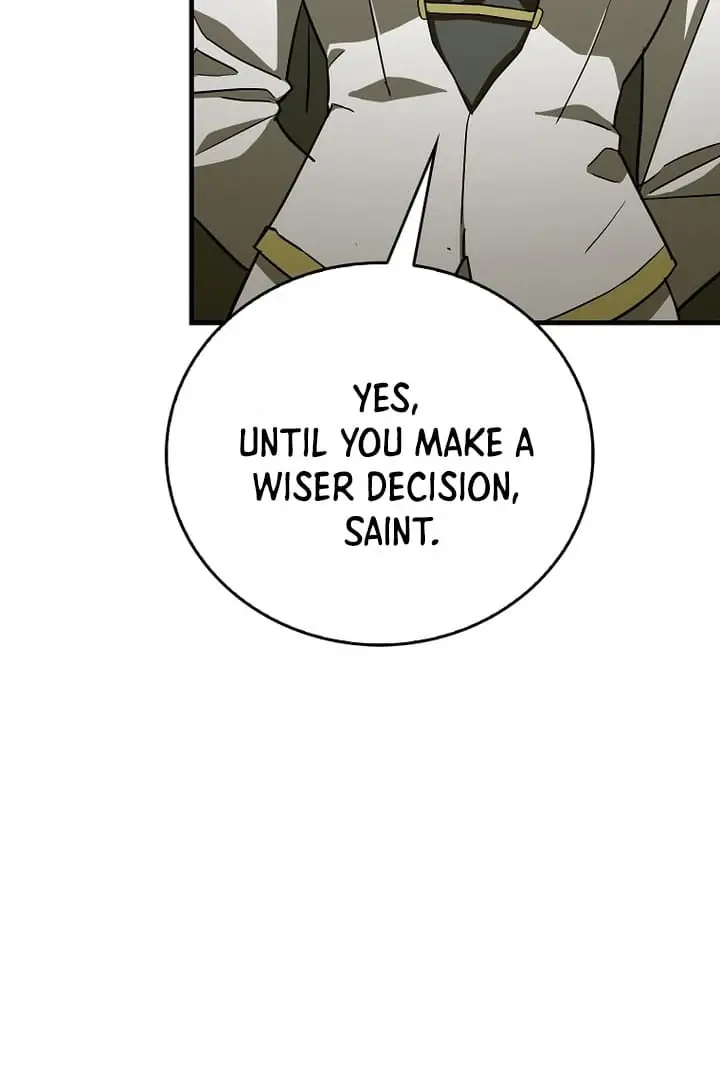 YES,
UNTIL YOU MAKE A
WISER DECISION,
SAINT.